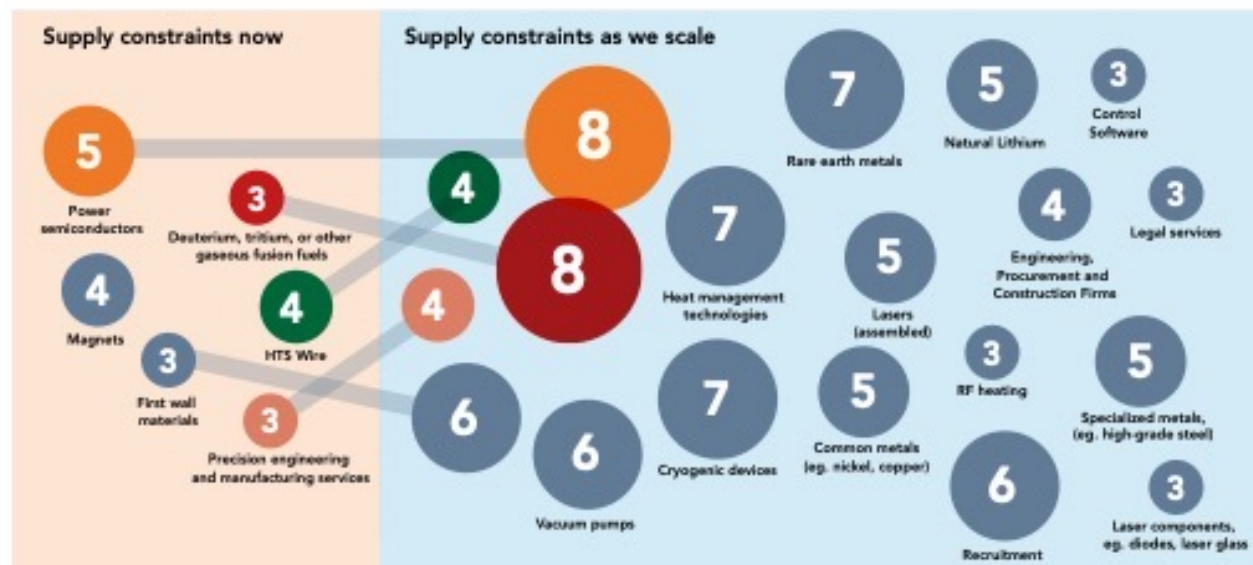 Supply constraints now
5
Power
semiconductors
3
Deuterium, tritium, or other
gaseous fusion fuels
4
Magnets
4
HTS Wire
3
First wall
materials
3
Precision engineering
and manufacturing services
Supply constraints as we scale
8
4
8
4
6
6
Vacuum pumps
7
Rare earth metals
7
Heat management
technologies
7
Cryogenic devices
5
Natural Lithium
3
Control
Software
5
Lasers
(assembled)
4
Engineering,
Procurement and
Construction Firms
3
Legal services
5
Common metals
(eg. nickel, copper)
3
RF heating
5
Specialized metals,
(eg. high-grade steel)
6
Recruitment
3
Laser components,
eg. diodes, laser glass